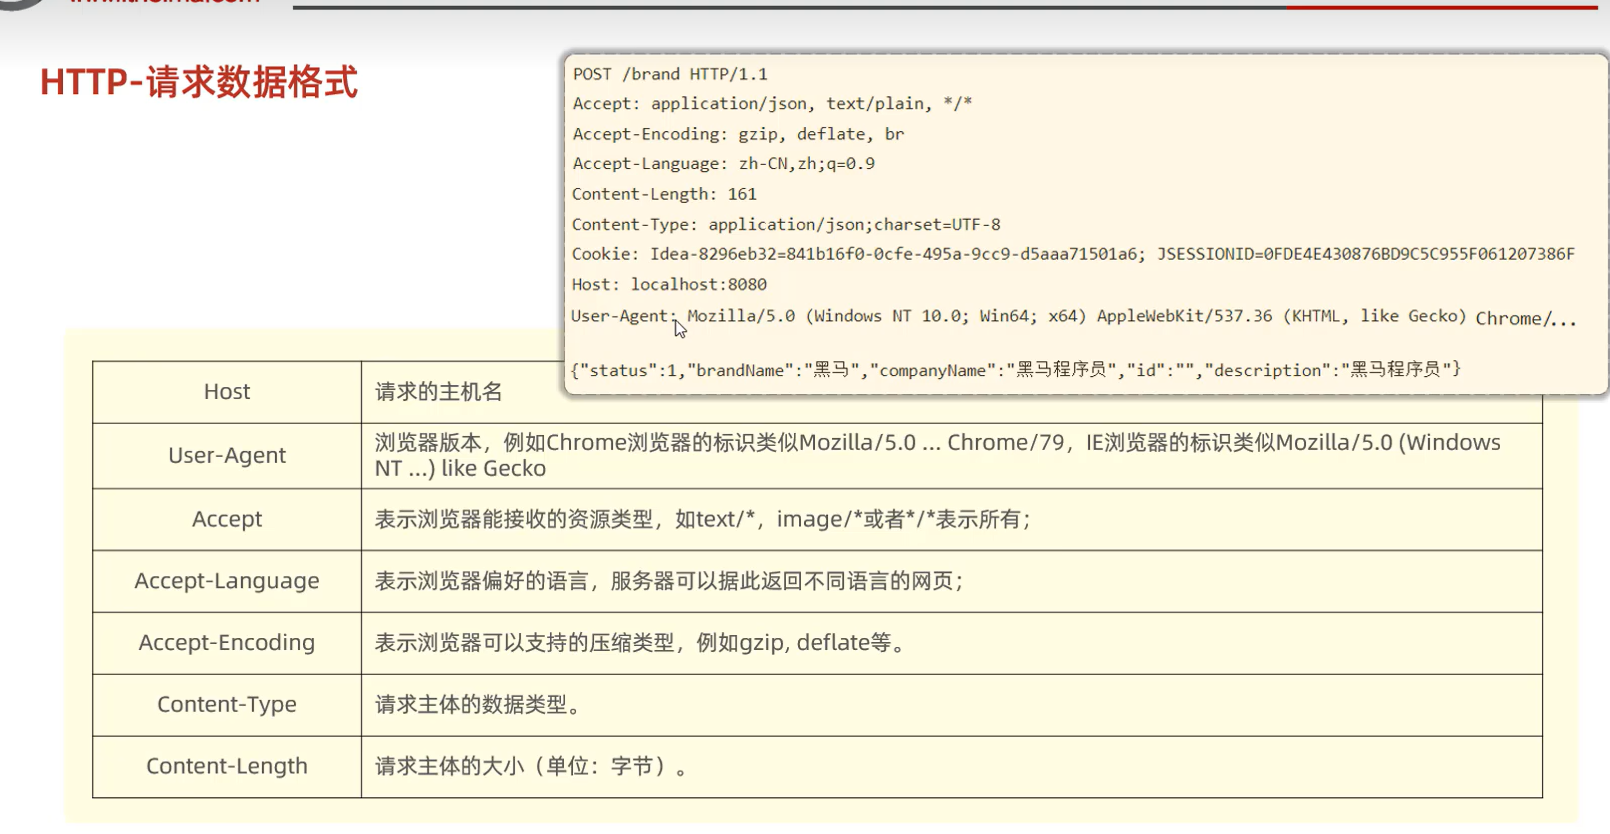 HTTP-请求数据格式
POST /brand HTTP/1.1
Accept: application/json, text/plain, */*
Accept-Encoding: gzip, deflate, br
Accept-Language: zh-CN,zh;q=0.9
Content-Length: 161
Content-Type: application/json;charset=UTF-8
Cookie: Idea-8296eb32=841b16f0-0cfe-495a-9cc9-d5aaa71501a6; JSESSIONID=0FDE4E430876BD9C5C955F061207386F
Host: localhost:8080
User-Agent: Mozilla/5.0 (Windows NT 10.0; Win64; x64) AppleWebKit/537.36 (KHTML, like Gecko) Chrome/...
{"status":1,"brandName":"黑马","companyName":"黑马程序员","id":"","description":"黑马程序员"}
Host 请求的主机名
User-Agent 浏览器版本，例如Chrome浏览器的标识类似Mozilla/5.0 ... Chrome/79，IE浏览器的标识类似Mozilla/5.0 (Windows
NT ...) like Gecko
Accept 表示浏览器能接收的资源类型，如text/*，image/*或者*/*表示所有；
Accept-Language 表示浏览器偏好的语言，服务器可以据此返回不同语言的网页；
Accept-Encoding 表示浏览器可以支持的压缩类型，例如gzip, deflate等。
Content-Type 请求主体的数据类型。
Content-Length 请求主体的大小（单位：字节）。